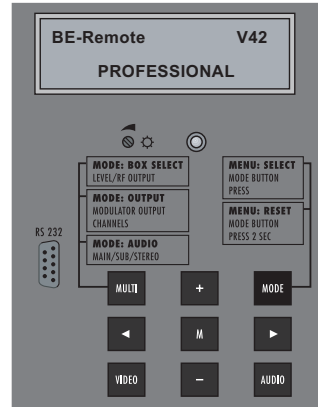 BE-Remote V42
PROFESSIONAL
MODE: BOX SELECT
LEVEL/RF OUTPUT
MODE: OUTPUT
MODULATOR OUTPUT
CHANNELS
MODE: AUDIO
MAIN/SUB/STEREO
MENU: SELECT
MODE BUTTON
PRESS
MENU: RESET
MODE BUTTON
PRESS 2 SEC
RS 232
MULTI + MODE
◄ M ►
VIDEO – AUDIO